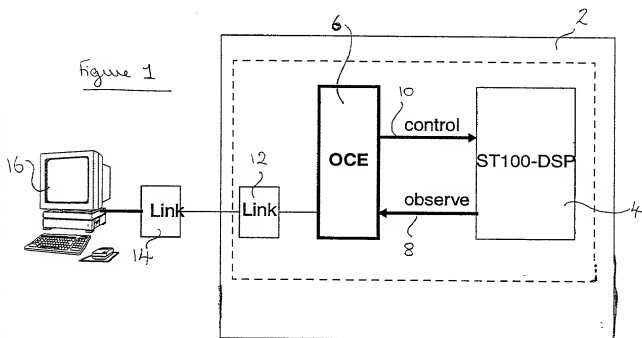 Figure 1
6
2
10
control
OCE
ST100-DSP
16
12
Link
Link
observe
14
8
4